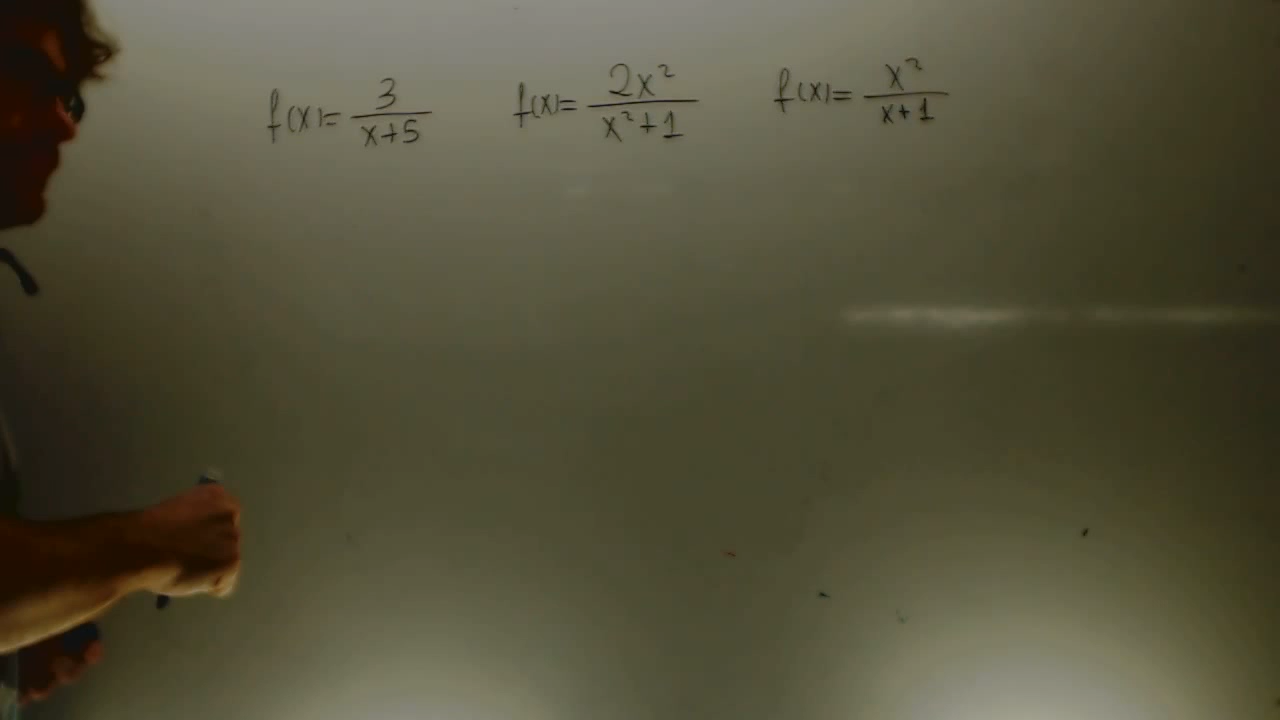 f(x)= 3/(x+5)    f(x)= 2x²/(x²+1)    f(x)= x²/(x+1)